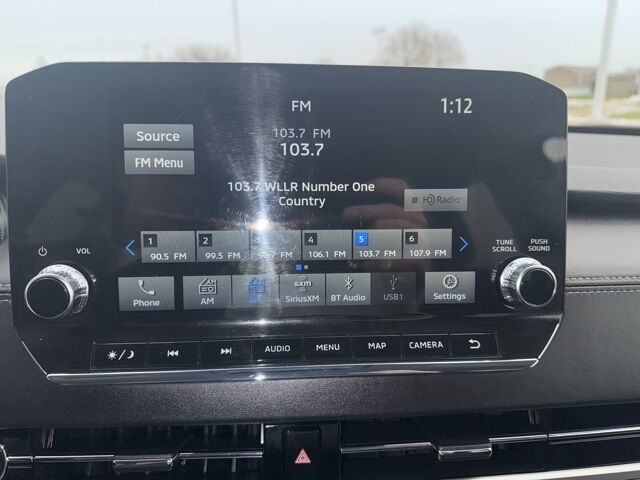 FM
1:12
Source
103.7 FM
103.7
FM Menu
103.7 WLLR Number One
Country
HD Radio
1 2 4 5 6
90.5 FM 99.5 FM 106.1 FM 103.7 FM 107.9 FM
VOL
TUNE
SCROLL
PUSH
SOUND
Phone AM SiriusXM BT Audio USB1 Settings
sxm
AUDIO MENU MAP CAMERA